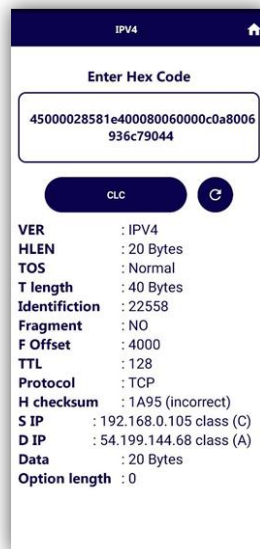 IPV4
Enter Hex Code
45000028581e400080060000c0a8006
936c79044
CLC
VER : IPV4
HLEN : 20 Bytes
TOS : Normal
T length : 40 Bytes
Identifiction : 22558
Fragment : NO
F Offset : 4000
TTL : 128
Protocol : TCP
H checksum : 1A95 (incorrect)
S IP : 192.168.0.105 class (C)
D IP : 54.199.144.68 class (A)
Data : 20 Bytes
Option length : 0